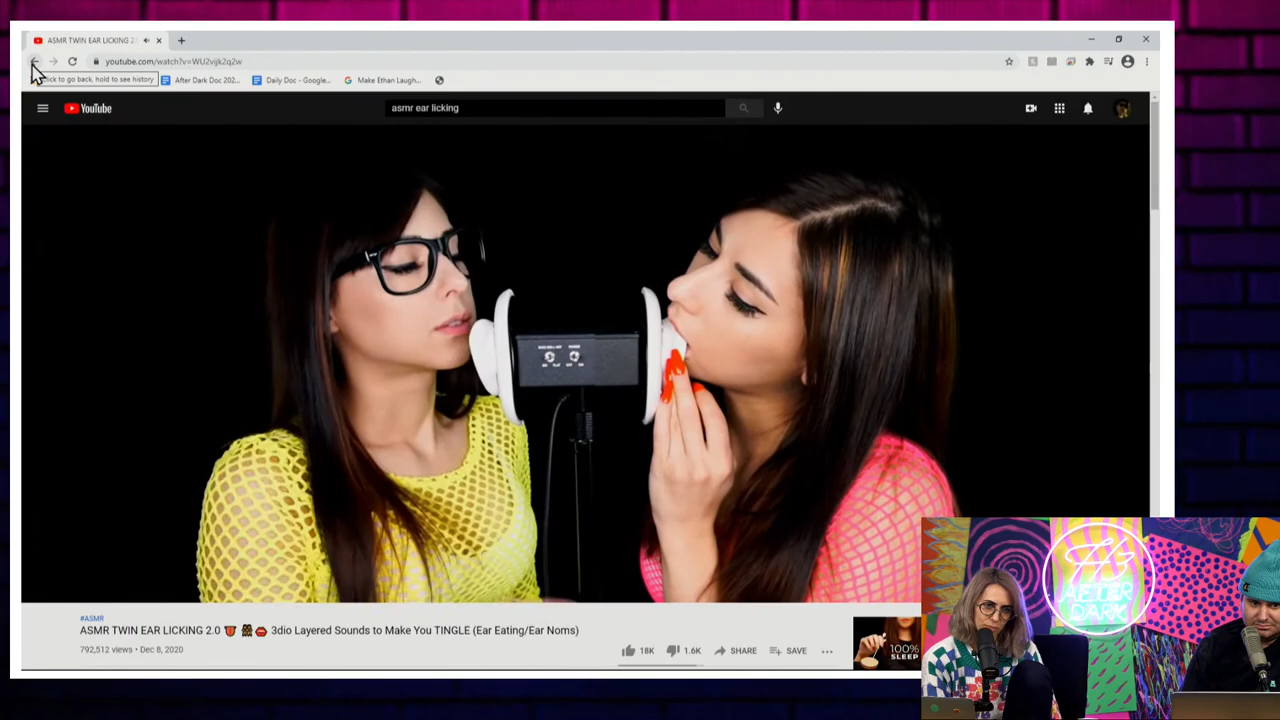 ASMR TWIN EAR LICKING 2.
youtube.com/watch?v=WU2vijk2q2w
Click to go back, hold to see history
After Dark Doc 202...
Daily Doc - Google...
Make Ethan Laugh...
YouTube
asmr ear licking
#ASMR
ASMR TWIN EAR LICKING 2.0 👅 👯 👄 3dio Layered Sounds to Make You TINGLE (Ear Eating/Ear Noms)
792,512 views • Dec 8, 2020
18K
1.6K
SHARE
SAVE
100%
SLEEP
AFTER
DARK